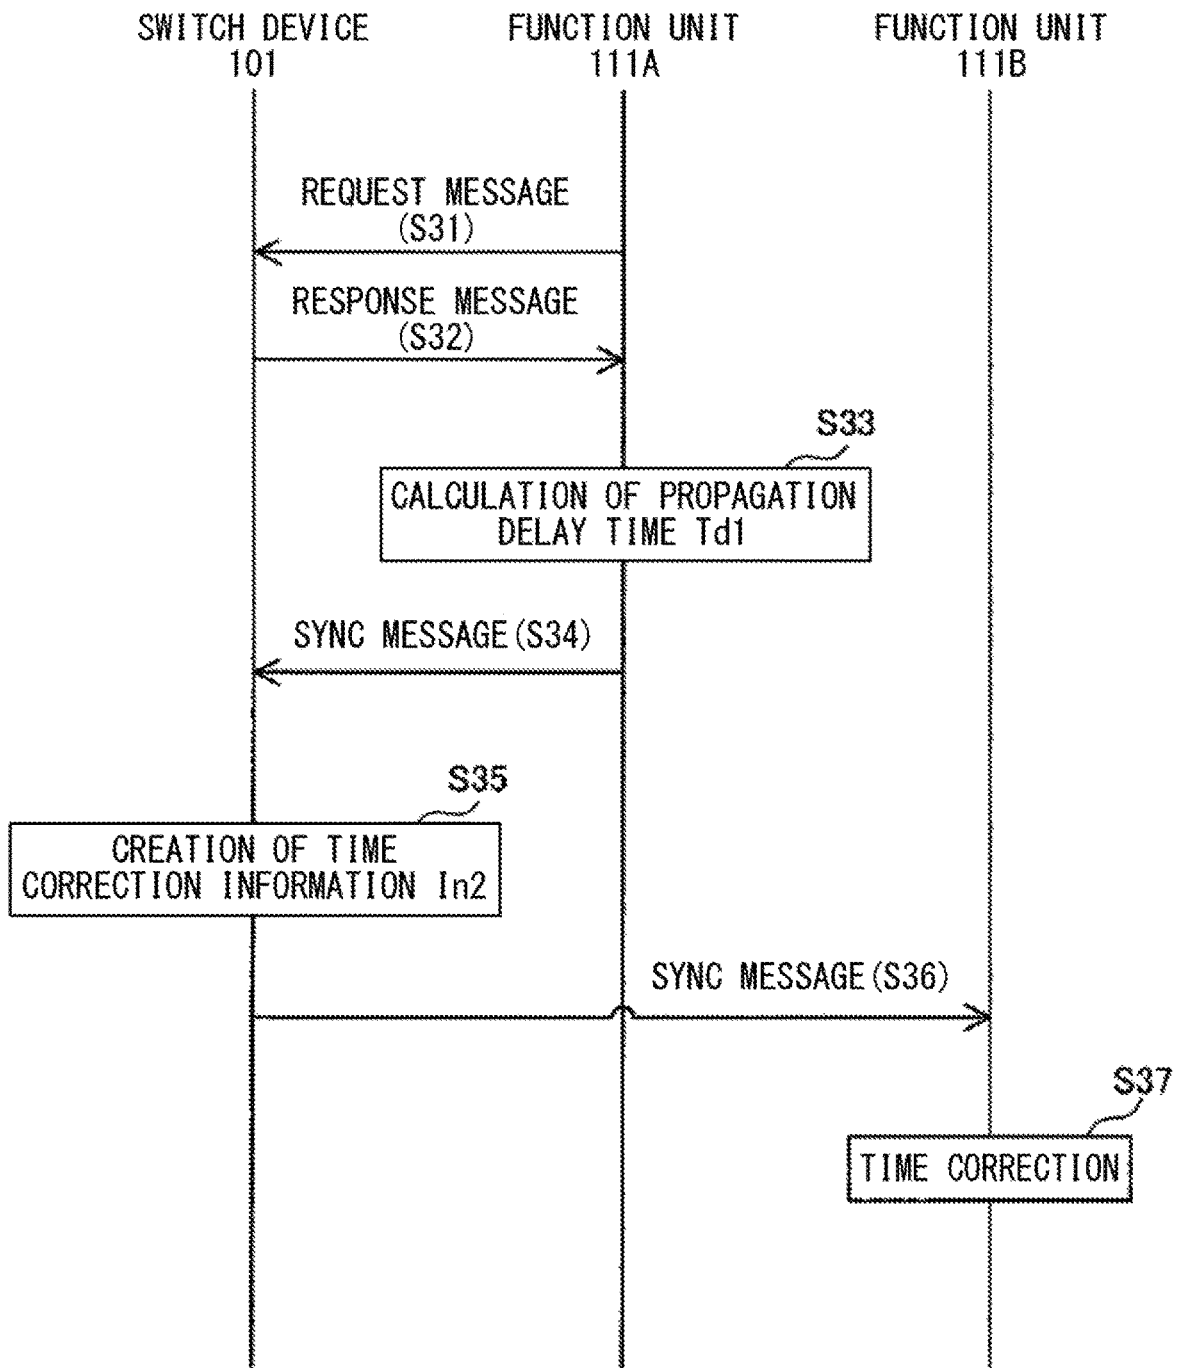 SWITCH DEVICE
101
FUNCTION UNIT
111A
FUNCTION UNIT
111B
REQUEST MESSAGE
(S31)
RESPONSE MESSAGE
(S32)
S33
CALCULATION OF PROPAGATION
DELAY TIME Td1
SYNC MESSAGE(S34)
S35
CREATION OF TIME
CORRECTION INFORMATION In2
SYNC MESSAGE(S36)
S37
TIME CORRECTION